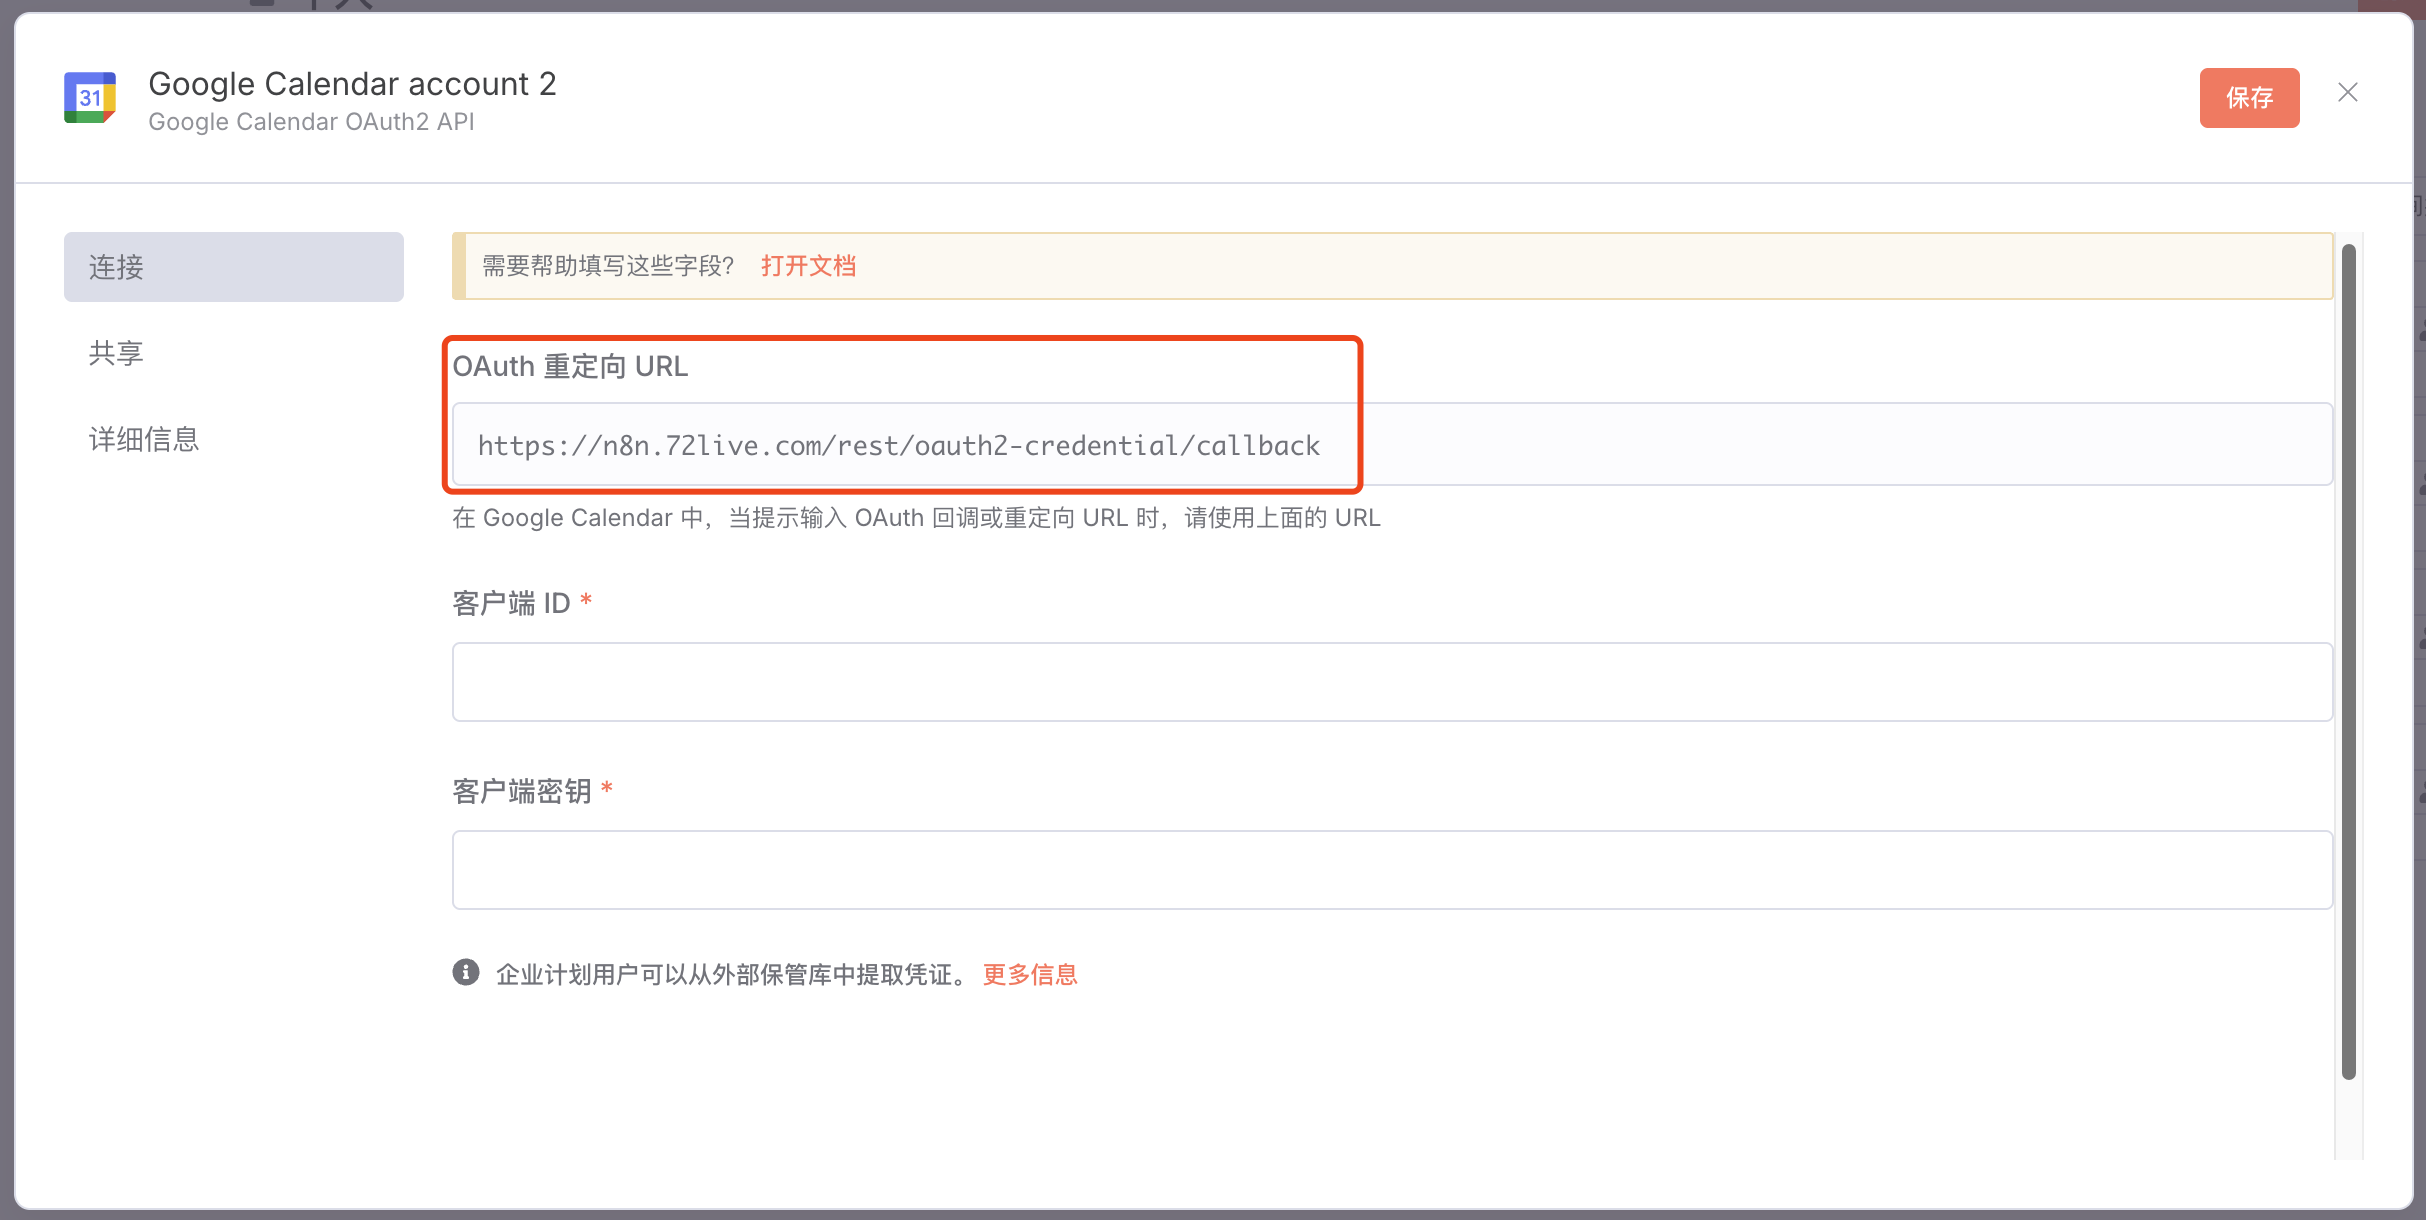 31
Google Calendar account 2
Google Calendar OAuth2 API
保存
连接
共享
详细信息
需要帮助填写这些字段? 打开文档
OAuth 重定向 URL
https://n8n.72live.com/rest/oauth2-credential/callback
在 Google Calendar 中，当提示输入 OAuth 回调或重定向 URL 时，请使用上面的 URL
客户端 ID *
客户端密钥 *
企业计划用户可以从外部保管库中提取凭证。 更多信息